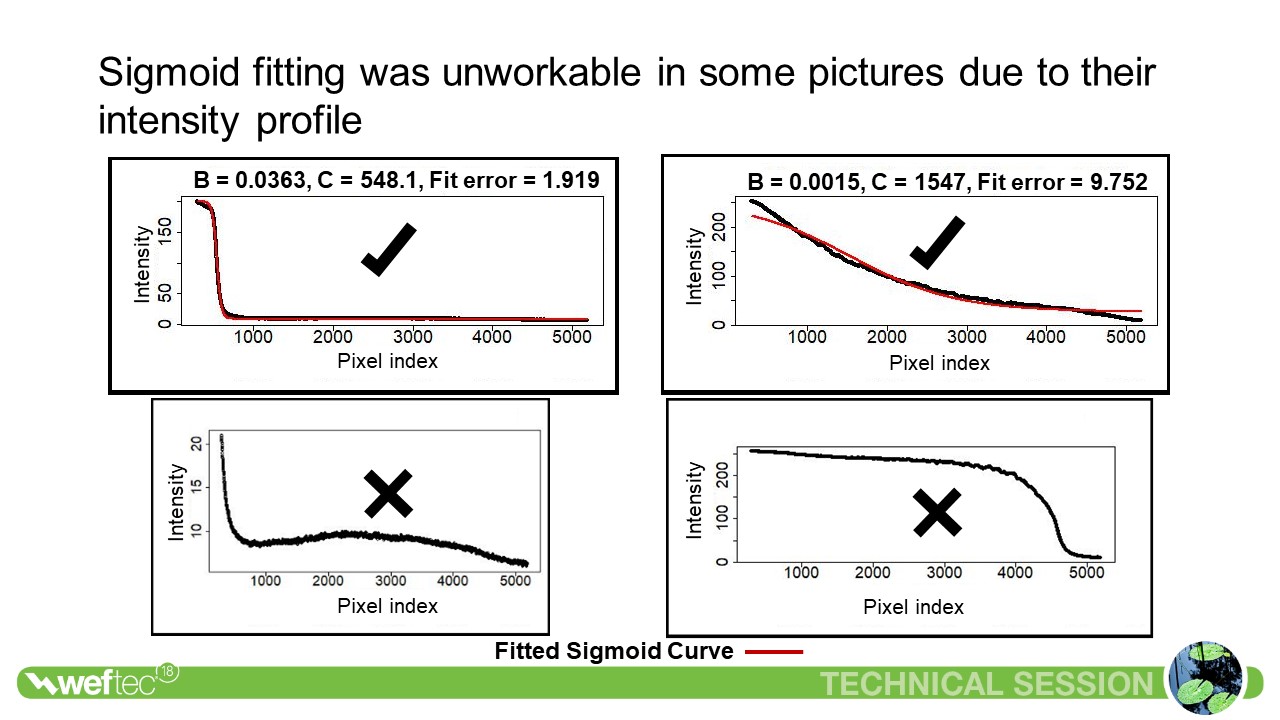 Sigmoid fitting was unworkable in some pictures due to their
intensity profile
B = 0.0363, C = 548.1, Fit error = 1.919
Intensity
150
50
0
1000 2000 3000 4000 5000
Pixel index
B = 0.0015, C = 1547, Fit error = 9.752
Intensity
200
100
0
1000 2000 3000 4000 5000
Pixel index
Intensity
20
15
10
1000 2000 3000 4000 5000
Pixel index
Intensity
200
100
0
1000 2000 3000 4000 5000
Pixel index
Fitted Sigmoid Curve
weftec 18
TECHNICAL SESSION